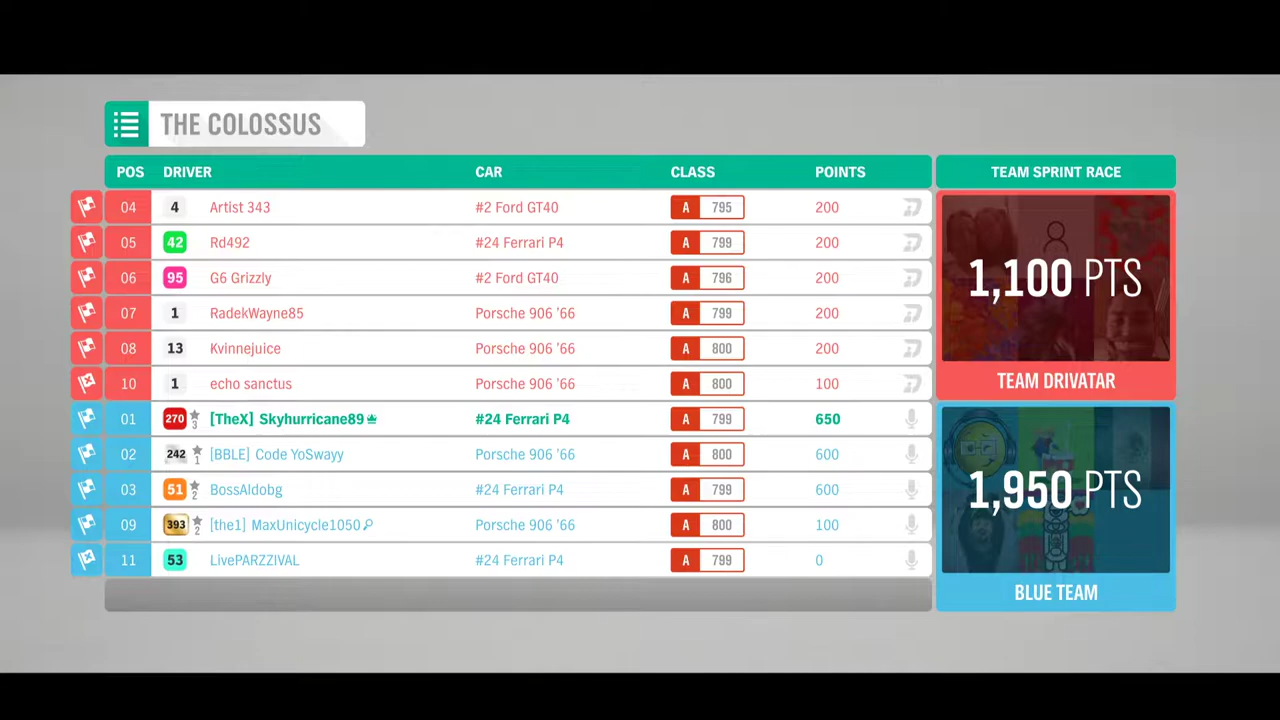 THE COLOSSUS
POS DRIVER CAR CLASS POINTS
04 4 Artist 343 #2 Ford GT40 A 795 200
05 42 Rd492 #24 Ferrari P4 A 799 200
06 95 G6 Grizzly #2 Ford GT40 A 796 200
07 1 RadekWayne85 Porsche 906 '66 A 799 200
08 13 Kvinnejuice Porsche 906 '66 A 800 200
10 1 echo sanctus Porsche 906 '66 A 800 100
01 270 3 [TheX] Skyhurricane89 #24 Ferrari P4 A 799 650
02 242 1 [BBLE] Code YoSwayy Porsche 906 '66 A 800 600
03 51 2 BossAldobg #24 Ferrari P4 A 799 600
09 393 2 [the1] MaxUnicycle1050 Porsche 906 '66 A 800 100
11 53 LivePARZZIVAL #24 Ferrari P4 A 799 0
TEAM SPRINT RACE
1,100 PTS
TEAM DRIVATAR
1,950 PTS
BLUE TEAM